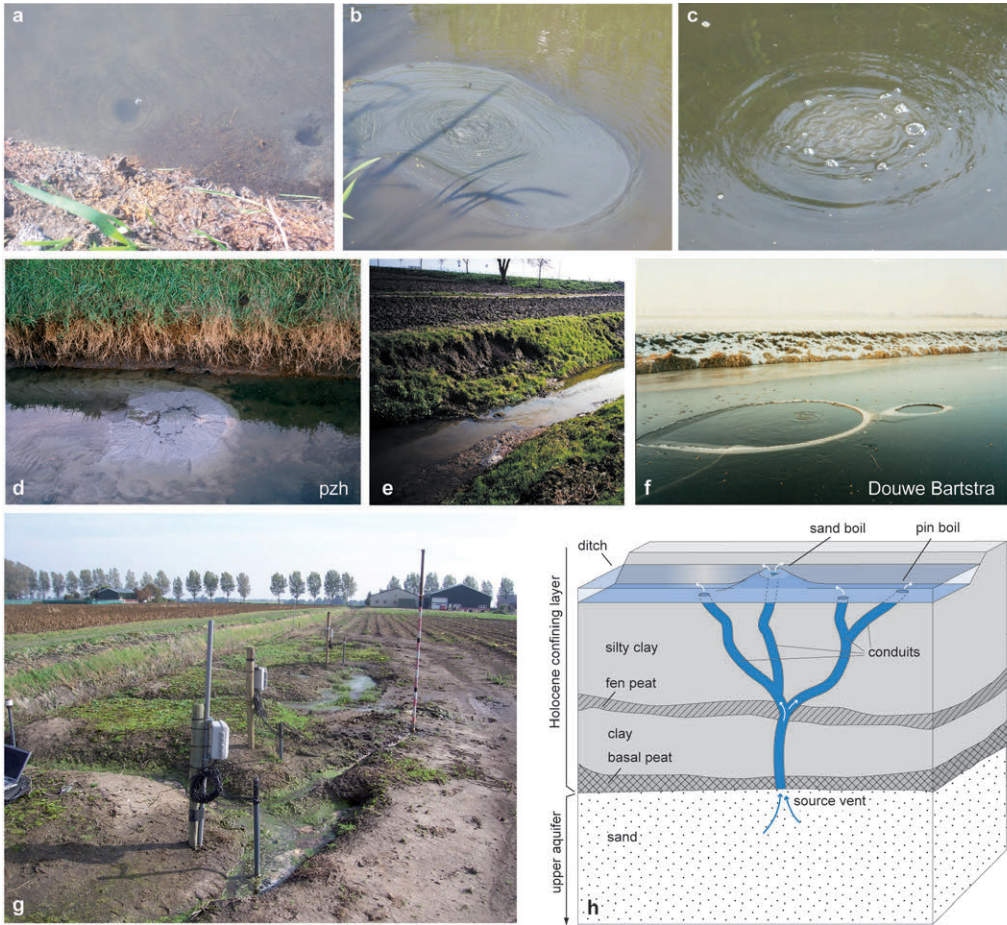 a
b
c
d
pzh
e
f
Douwe Bartstra
g
h
sand boil
pin boil
ditch
Holocene confining layer
silty clay
conduits
fen peat
clay
basal peat
source vent
upper aquifer
sand